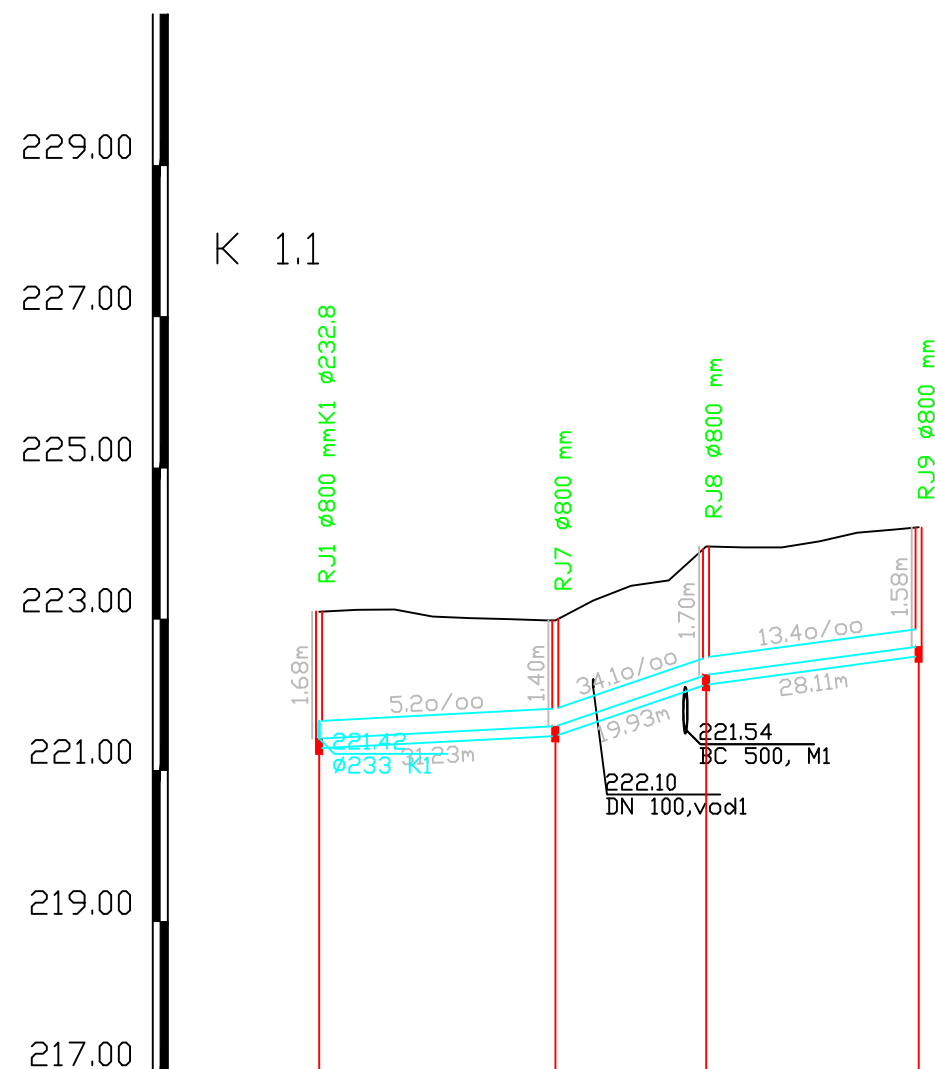 229.00
K 1.1
227.00
RJ1 ø800 mmK1 ø232.8
RJ7 ø800 mm
RJ8 ø800 mm
RJ9 ø800 mm
225.00
223.00
1.68m
1.40m
1.70m
1.58m
5.2o/oo
34.1o/oo
13.4o/oo
31.23m
19.93m
28.11m
221.42
ø233 K1
221.54
BC 500, M1
222.10
DN 100,vod1
221.00
219.00
217.00